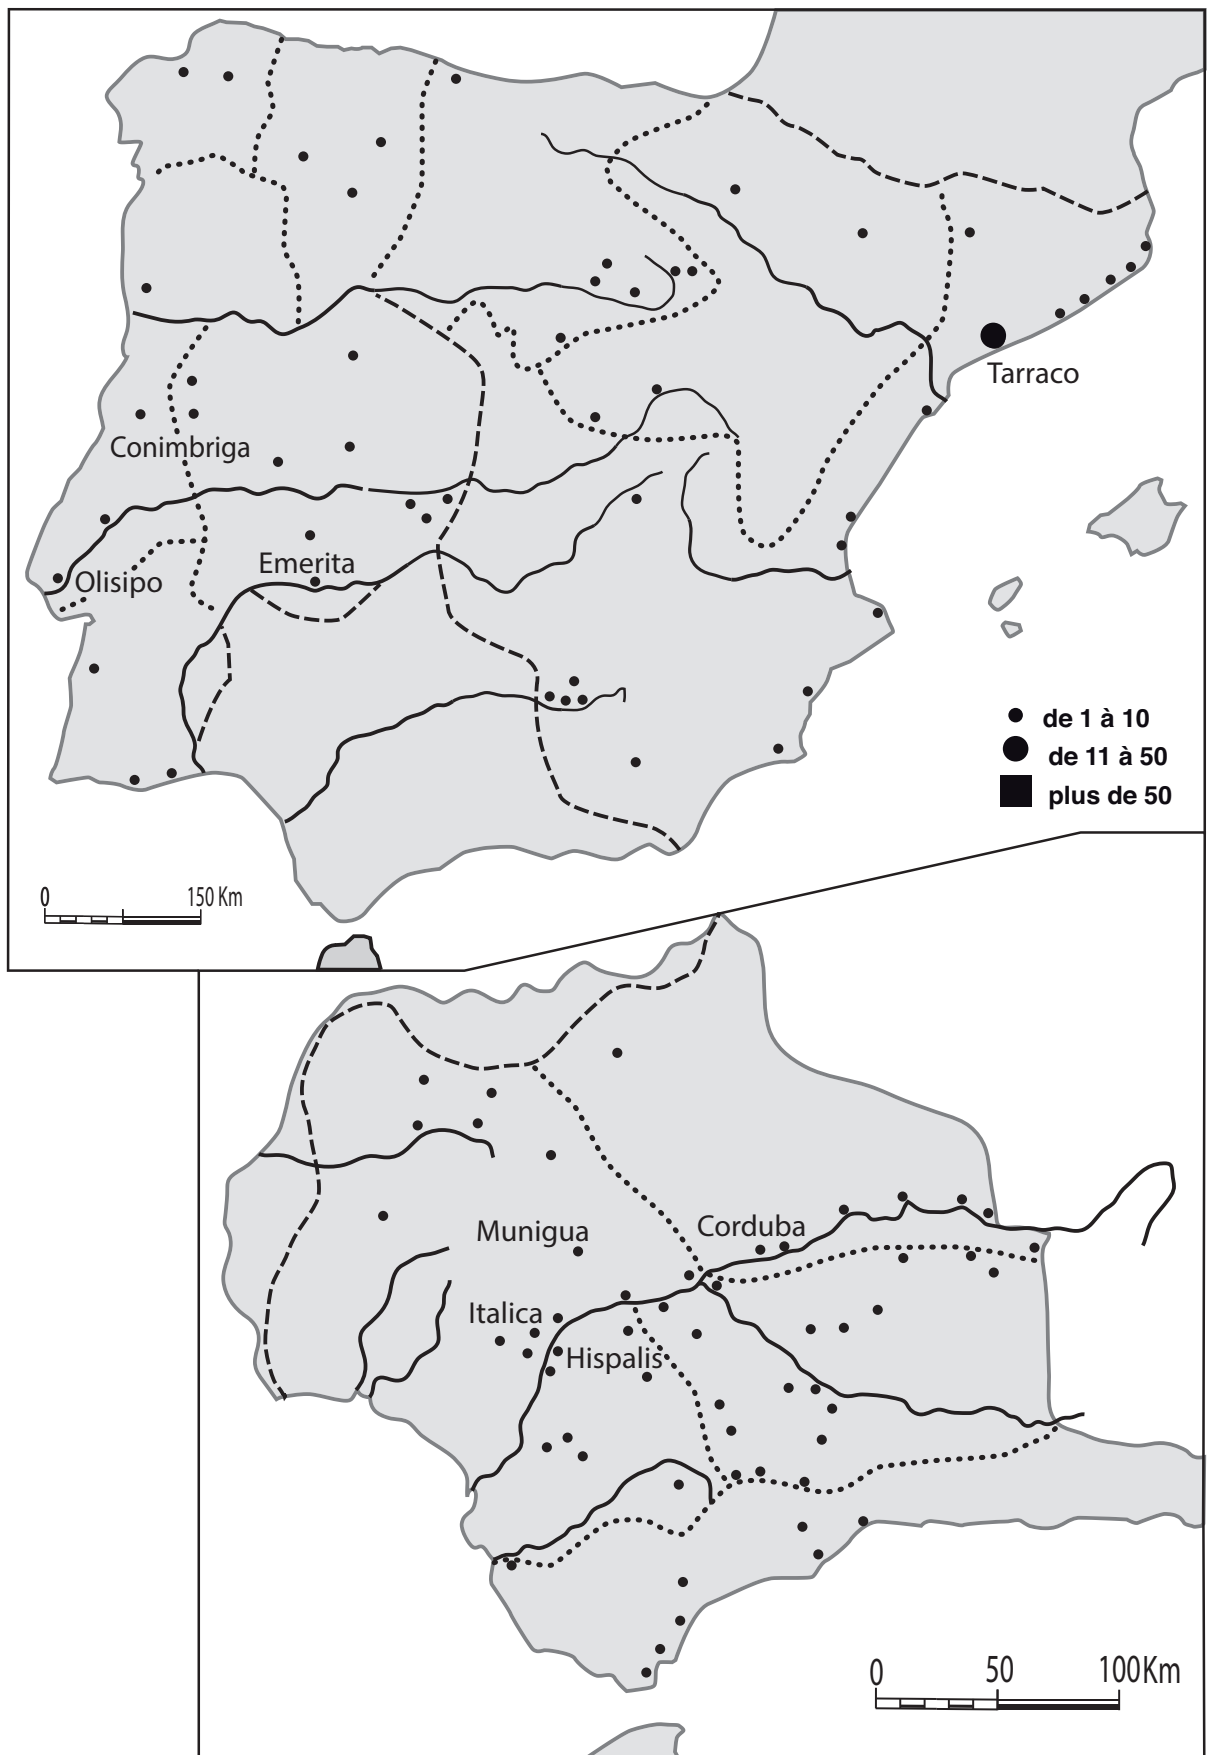 Tarraco
Conimbriga
Emerita
Olisipo
de 1 à 10
de 11 à 50
plus de 50
0 150 Km
Munigua
Corduba
Italica
Hispalis
0 50 100Km